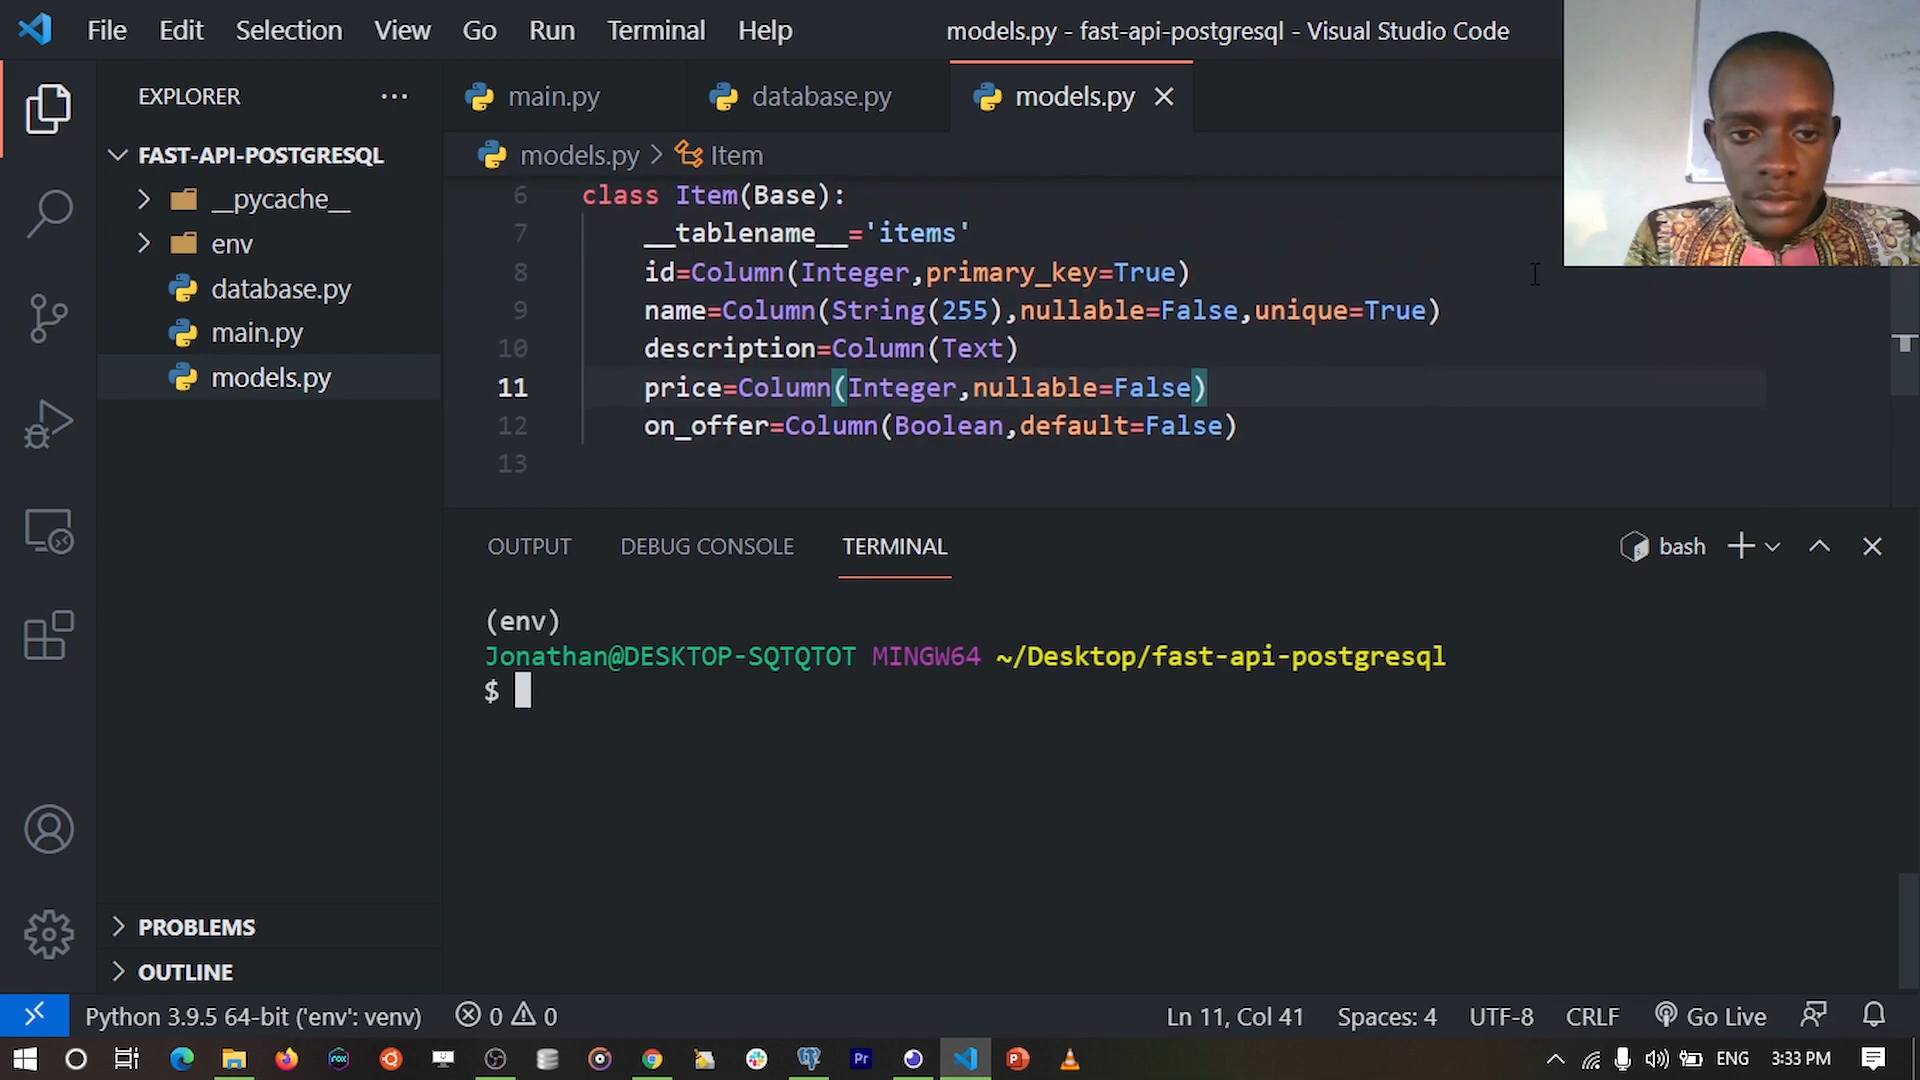 File Edit Selection View Go Run Terminal Help
models.py - fast-api-postgresql - Visual Studio Code
EXPLORER
FAST-API-POSTGRESQL
__pycache__
env
database.py
main.py
models.py
PROBLEMS
OUTLINE
main.py database.py models.py
models.py > Item
6 class Item(Base):
7 __tablename__='items'
8 id=Column(Integer,primary_key=True)
9 name=Column(String(255),nullable=False,unique=True)
10 description=Column(Text)
11 price=Column(Integer,nullable=False)
12 on_offer=Column(Boolean,default=False)
13
OUTPUT DEBUG CONSOLE TERMINAL
bash
(env)
Jonathan@DESKTOP-SQTQTOT MINGW64 ~/Desktop/fast-api-postgresql
$
Python 3.9.5 64-bit ('env': venv) 0 0 Ln 11, Col 41 Spaces: 4 UTF-8 CRLF Go Live
Pr ENG 3:33 PM